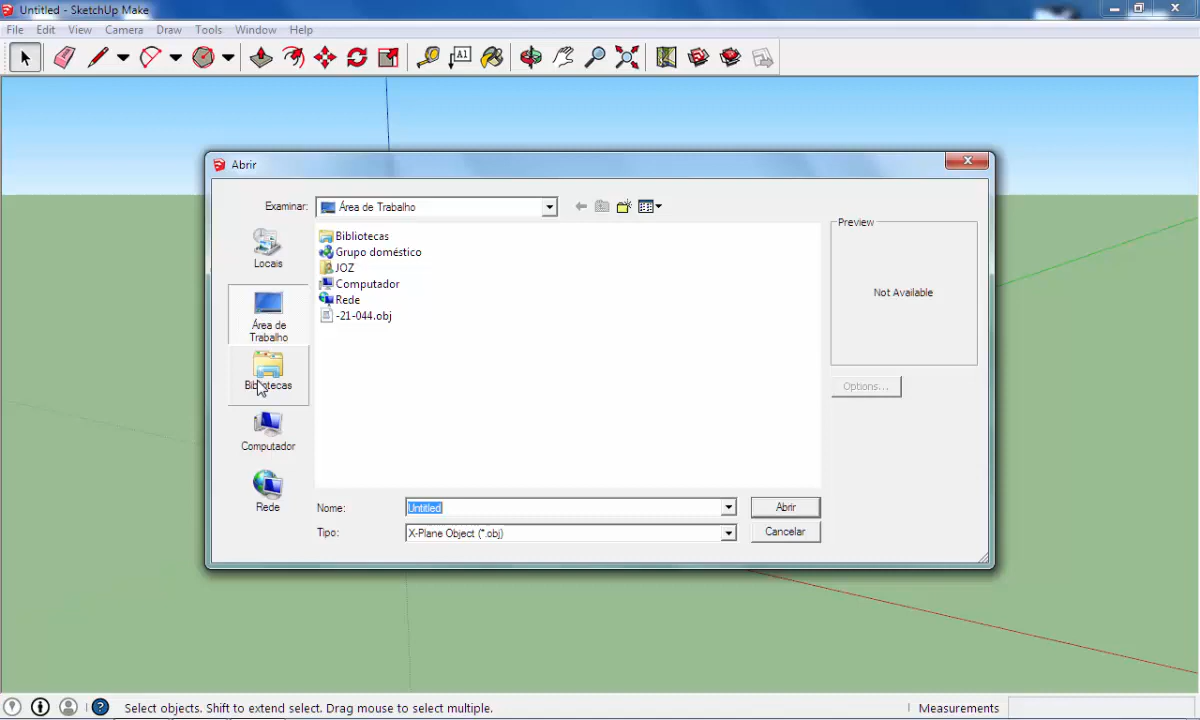 Untitled - SketchUp Make
File Edit View Camera Draw Tools Window Help
A1
Abrir
Examinar: Área de Trabalho
Locais
Área de
Trabalho
Bibliotecas
Computador
Rede
Bibliotecas
Grupo doméstico
JOZ
Computador
Rede
-21-044.obj
Preview
Not Available
Options...
Nome: Untitled Abrir
Tipo: X-Plane Object (*.obj) Cancelar
Select objects. Shift to extend select. Drag mouse to select multiple. Measurements